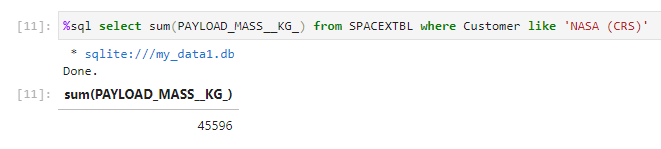 [11]: %sql select sum(PAYLOAD_MASS__KG_) from SPACEXTBL where Customer like 'NASA (CRS)'
* sqlite:///my_data1.db
Done.
[11]: sum(PAYLOAD_MASS__KG_)
45596